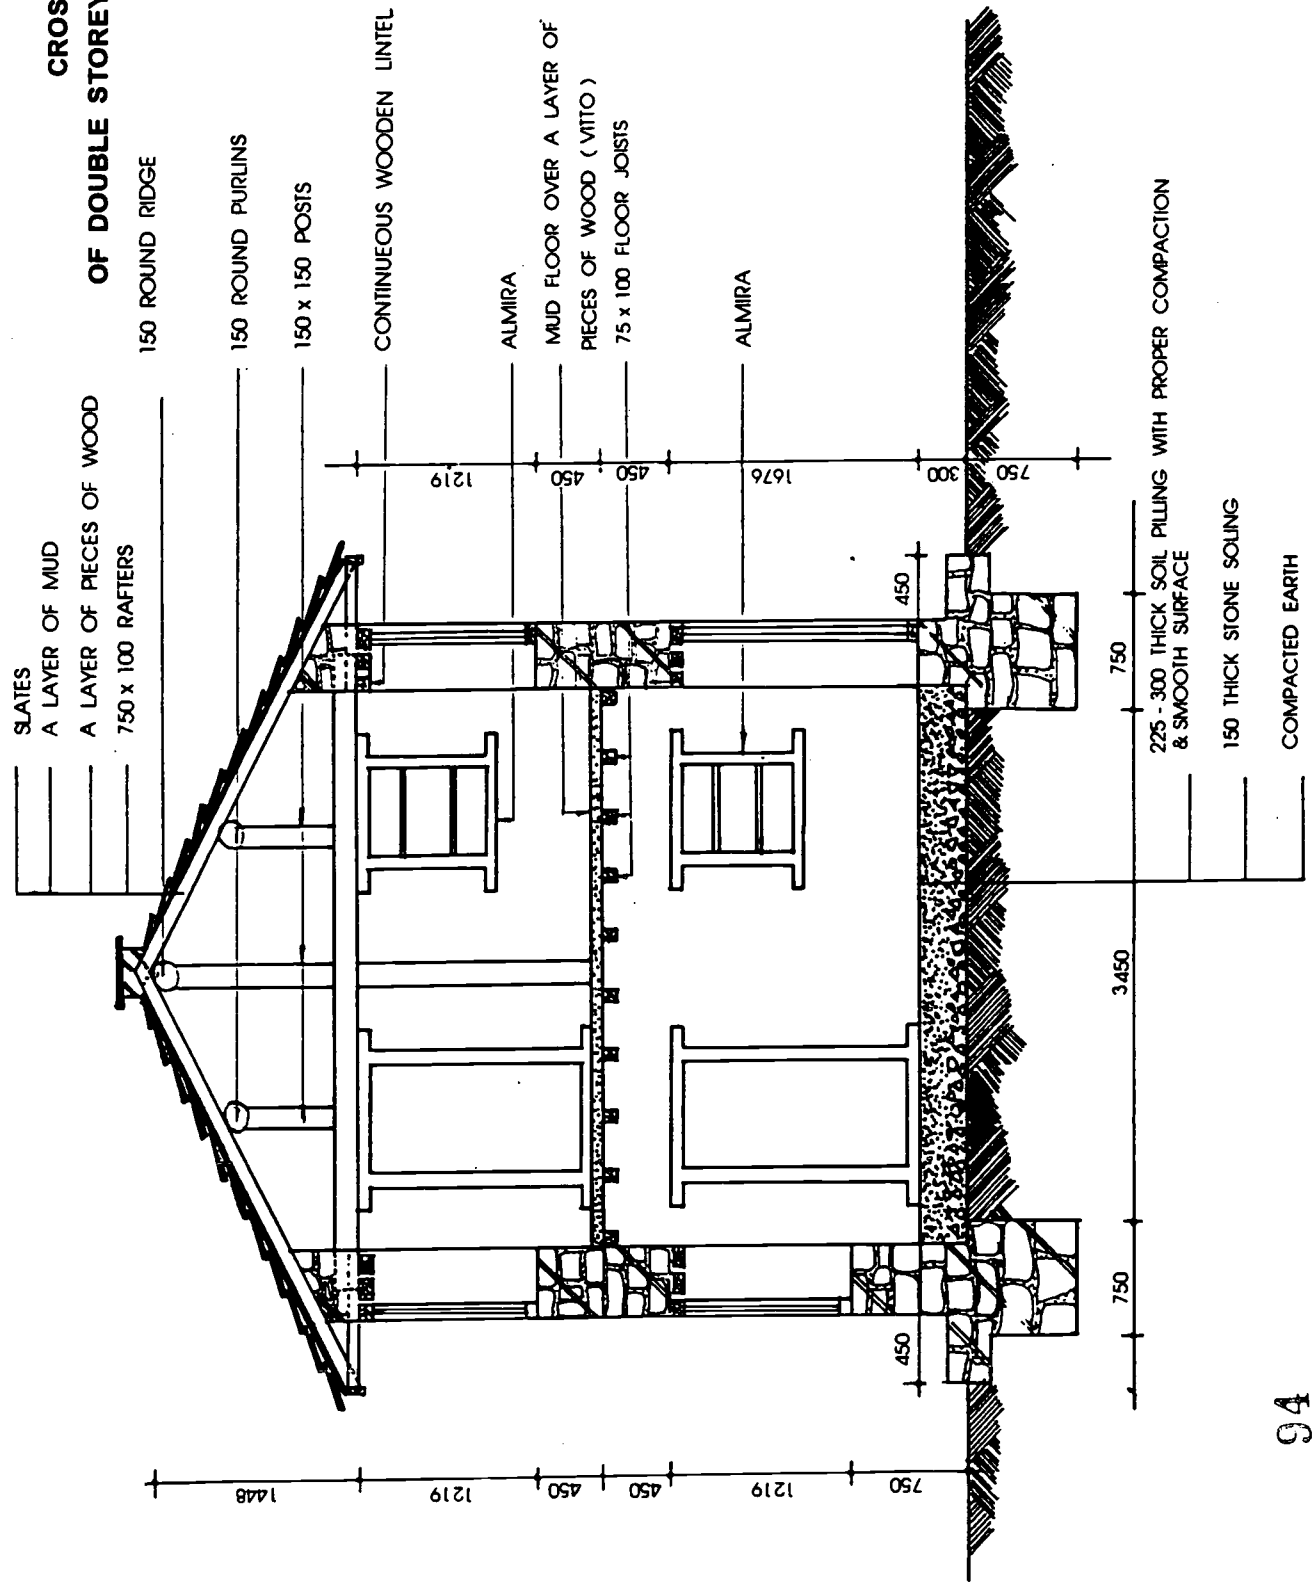 CROS
OF DOUBLE STOREY
SLATES
A LAYER OF MUD
A LAYER OF PIECES OF WOOD
750 x 100 RAFTERS
150 ROUND RIDGE
150 ROUND PURLINS
150 x 150 POSTS
CONTINUEOUS WOODEN LINTEL
ALMIRA
MUD FLOOR OVER A LAYER OF
PIECES OF WOOD ( VITTO )
75 x 100 FLOOR JOISTS
ALMIRA
1448
1219
450
450
1219
750
1219
450
450
1676
300
750
450
450
750
3450
750
225 - 300 THICK SOIL PILLING WITH PROPER COMPACTION
& SMOOTH SURFACE
150 THICK STONE SOLING
COMPACTED EARTH
94